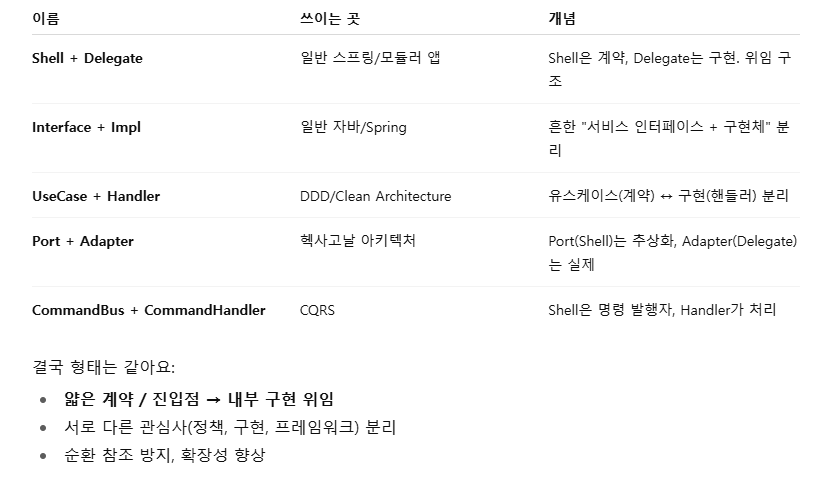 이름 쓰이는 곳 개념
Shell + Delegate 일반 스프링/모듈러 앱 Shell은 계약, Delegate는 구현. 위임 구
조
Interface + Impl 일반 자바/Spring 흔한 "서비스 인터페이스 + 구현체" 분
리
UseCase + Handler DDD/Clean Architecture 유스케이스(계약) ↔ 구현(핸들러) 분리
Port + Adapter 헥사고날 아키텍처 Port(Shell)는 추상화, Adapter(Delegate)
는 실제
CommandBus + CommandHandler CQRS Shell은 명령 발행자, Handler가 처리
결국 형태는 같아요:
• 얇은 계약 / 진입점 → 내부 구현 위임
• 서로 다른 관심사(정책, 구현, 프레임워크) 분리
• 순환 참조 방지, 확장성 향상